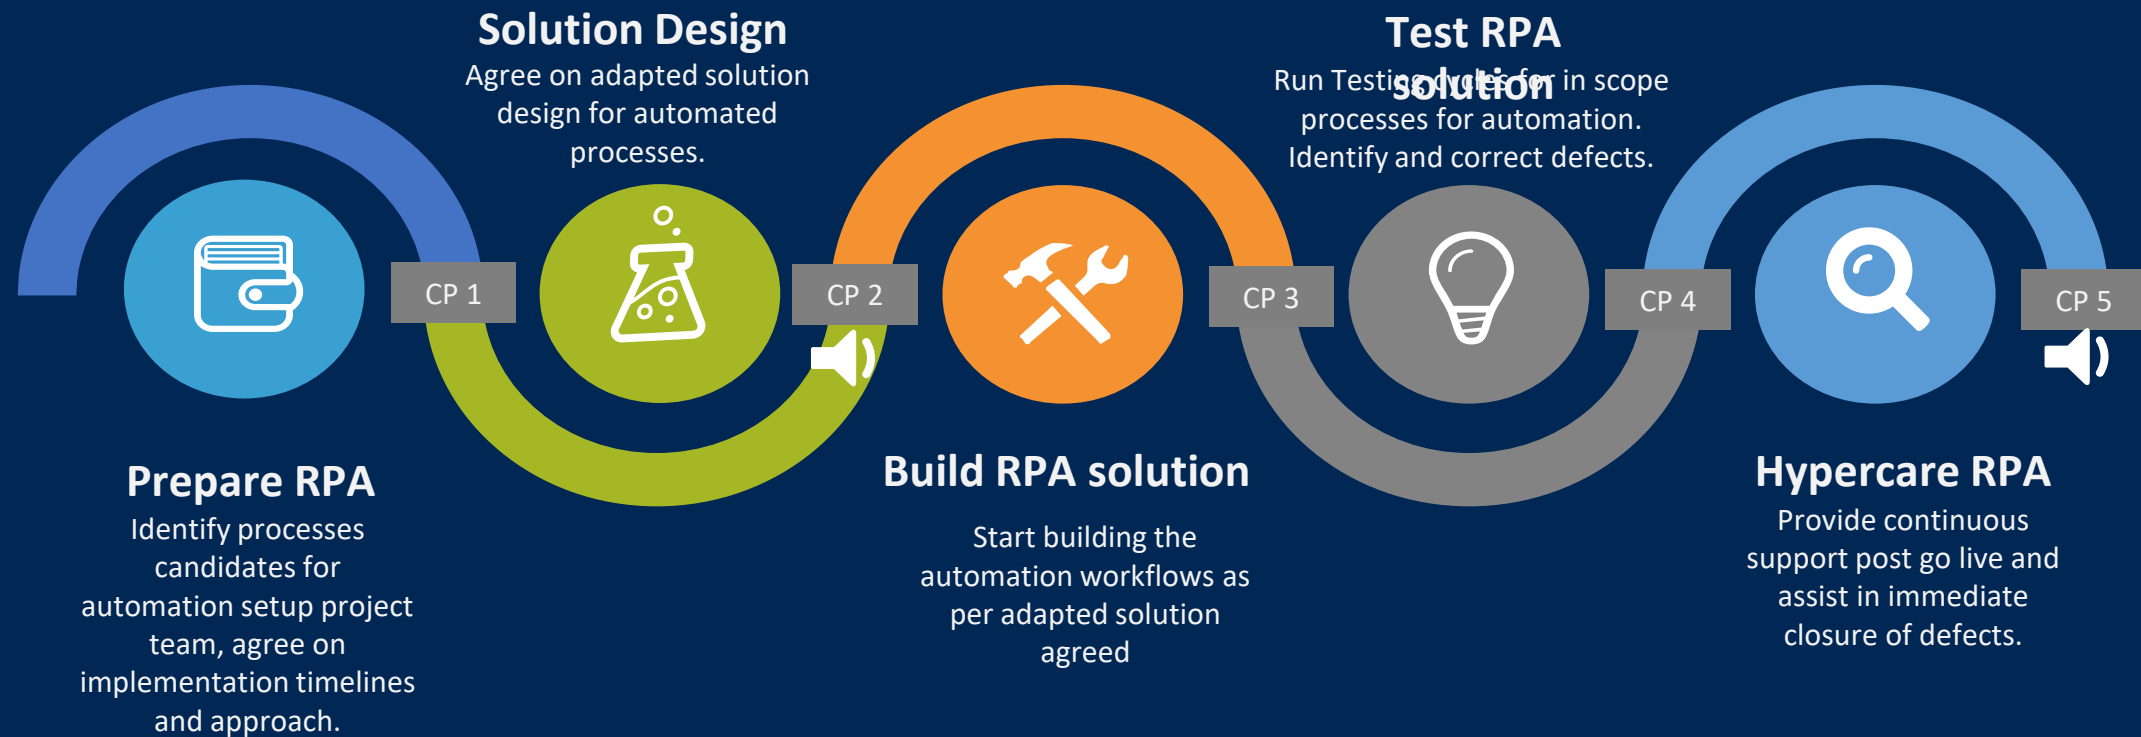 Solution Design
Agree on adapted solution
design for automated
processes.
Test RPA
solution
Run Testing cycles for in scope
processes for automation.
Identify and correct defects.
CP 1
CP 2
CP 3
CP 4
CP 5
Prepare RPA
Identify processes
candidates for
automation setup project
team, agree on
implementation timelines
and approach.
Build RPA solution
Start building the
automation workflows as
per adapted solution
agreed
Hypercare RPA
Provide continuous
support post go live and
assist in immediate
closure of defects.